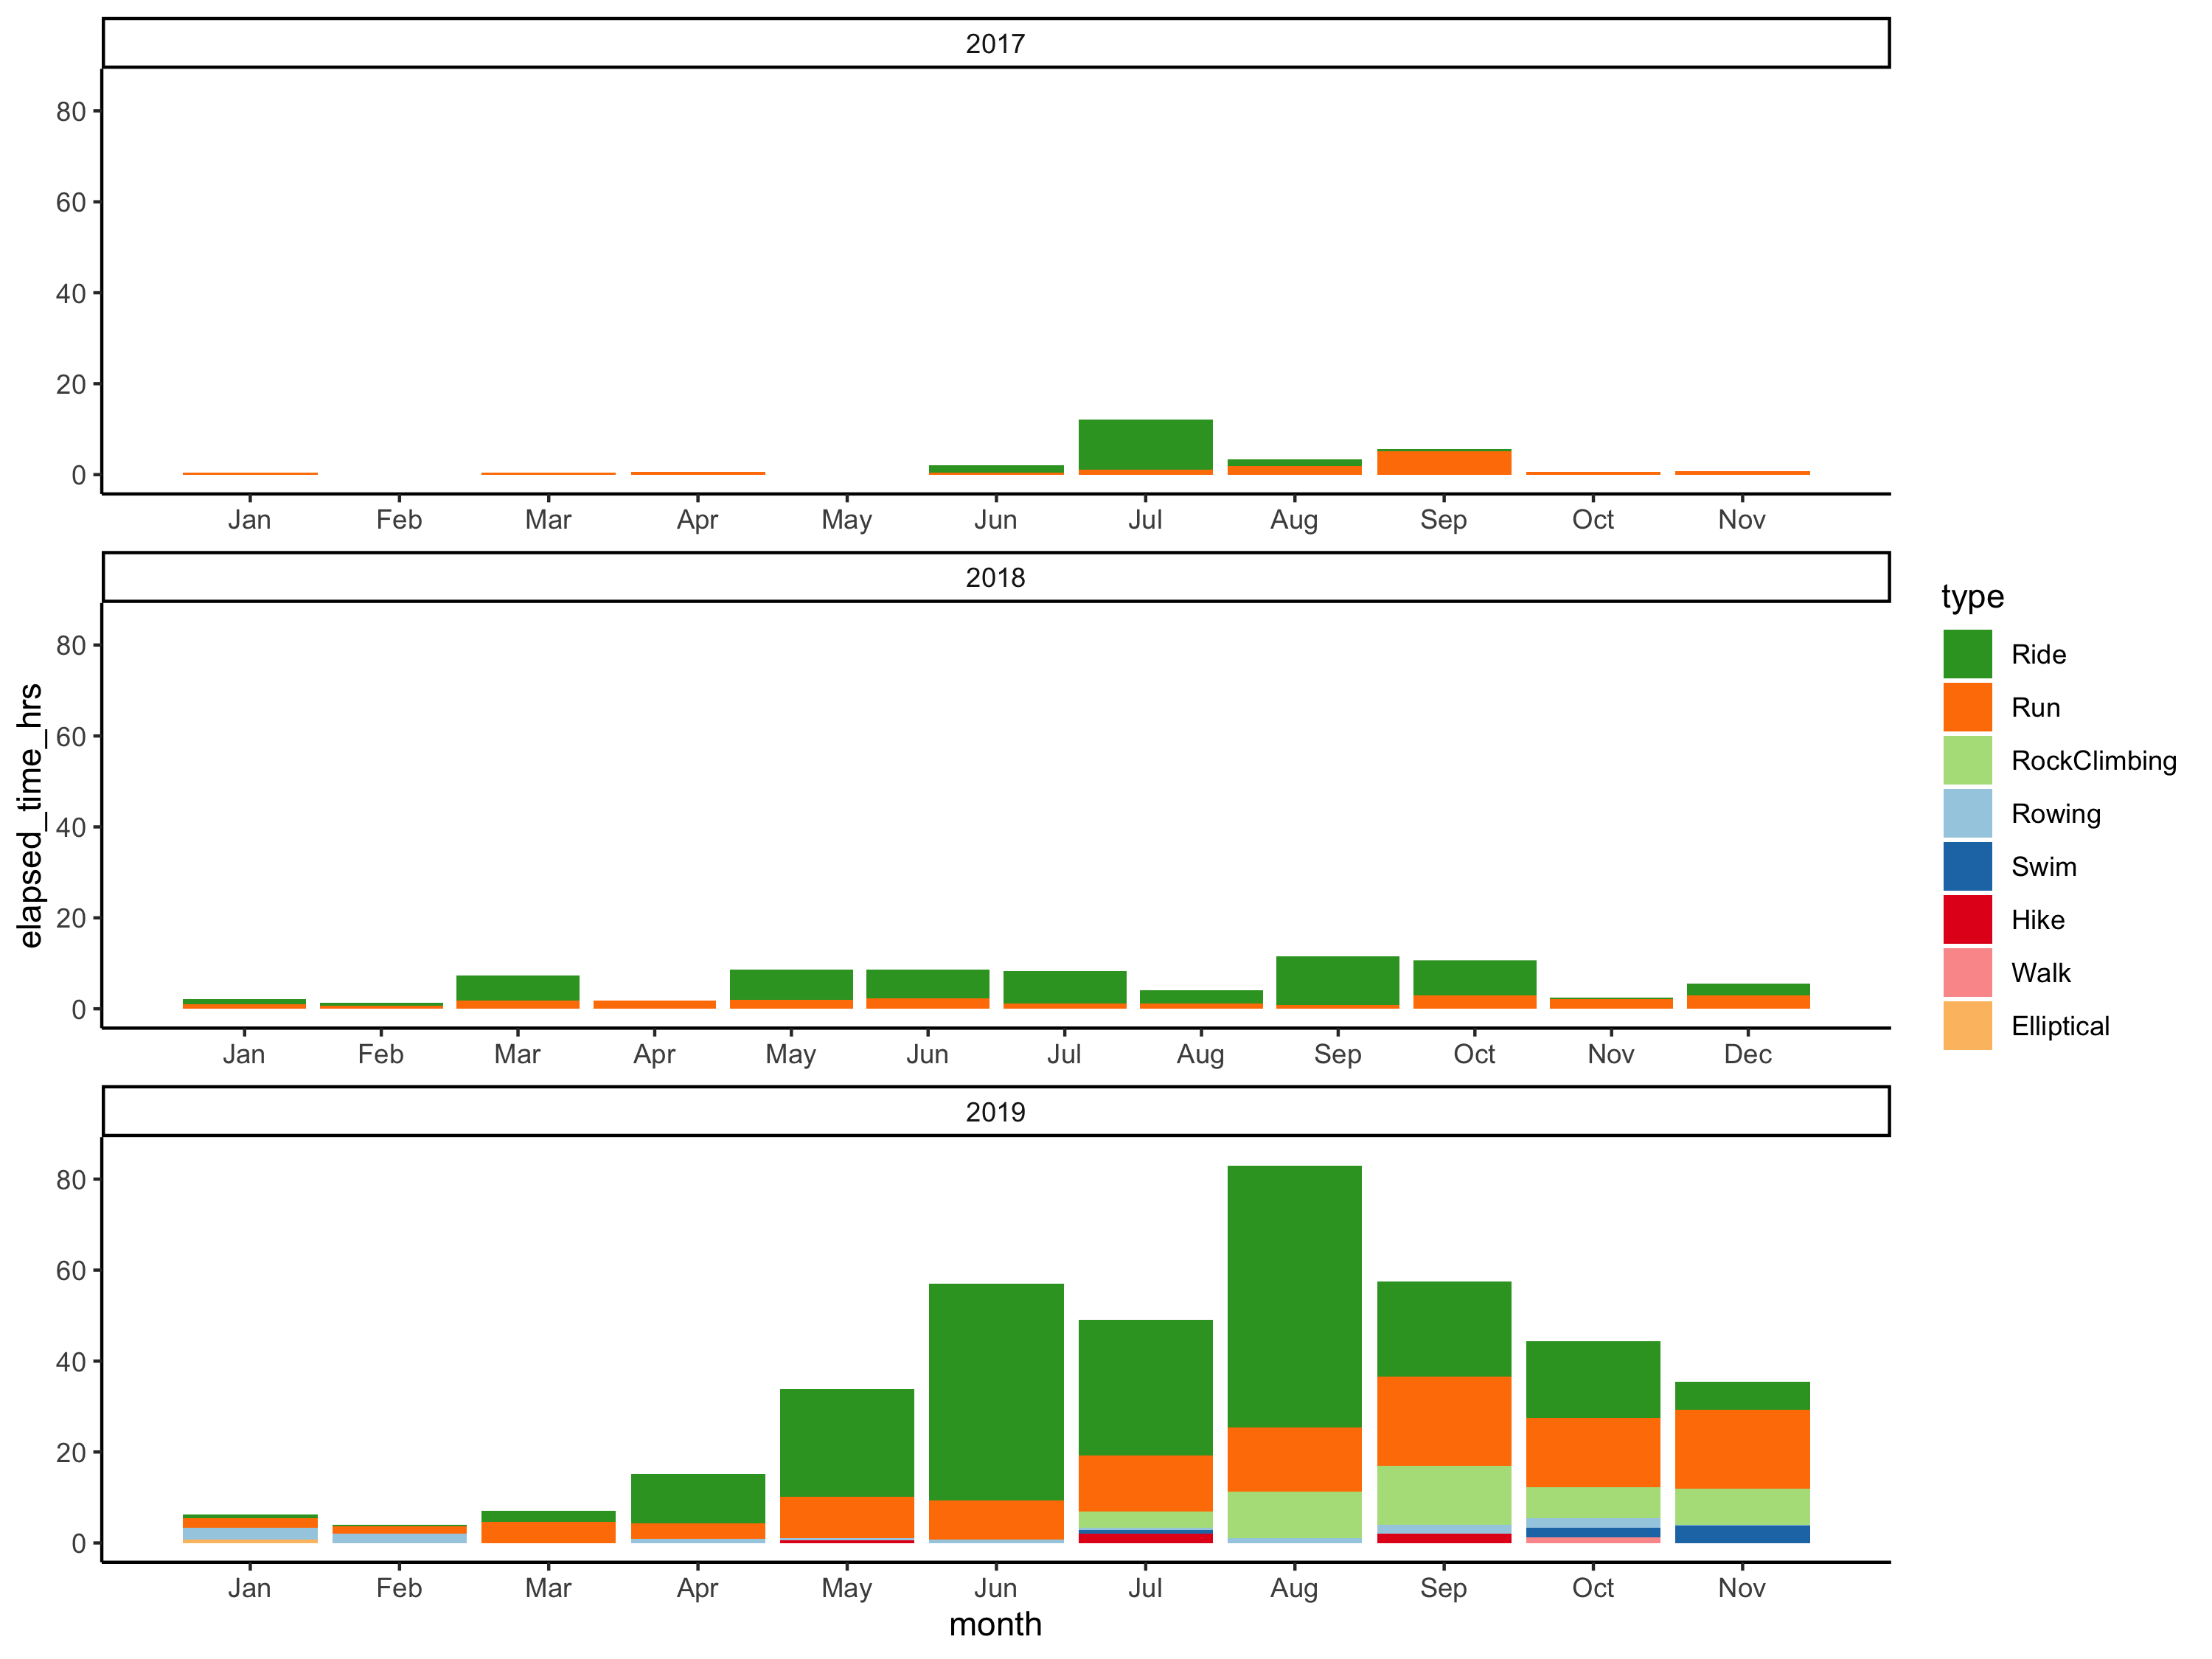 2017
80
60
40
20
0
Jan Feb Mar Apr May Jun Jul Aug Sep Oct Nov
2018
80
60
40
20
0
Jan Feb Mar Apr May Jun Jul Aug Sep Oct Nov Dec
2019
80
60
40
20
0
Jan Feb Mar Apr May Jun Jul Aug Sep Oct Nov
month
elapsed_time_hrs
type
Ride
Run
RockClimbing
Rowing
Swim
Hike
Walk
Elliptical